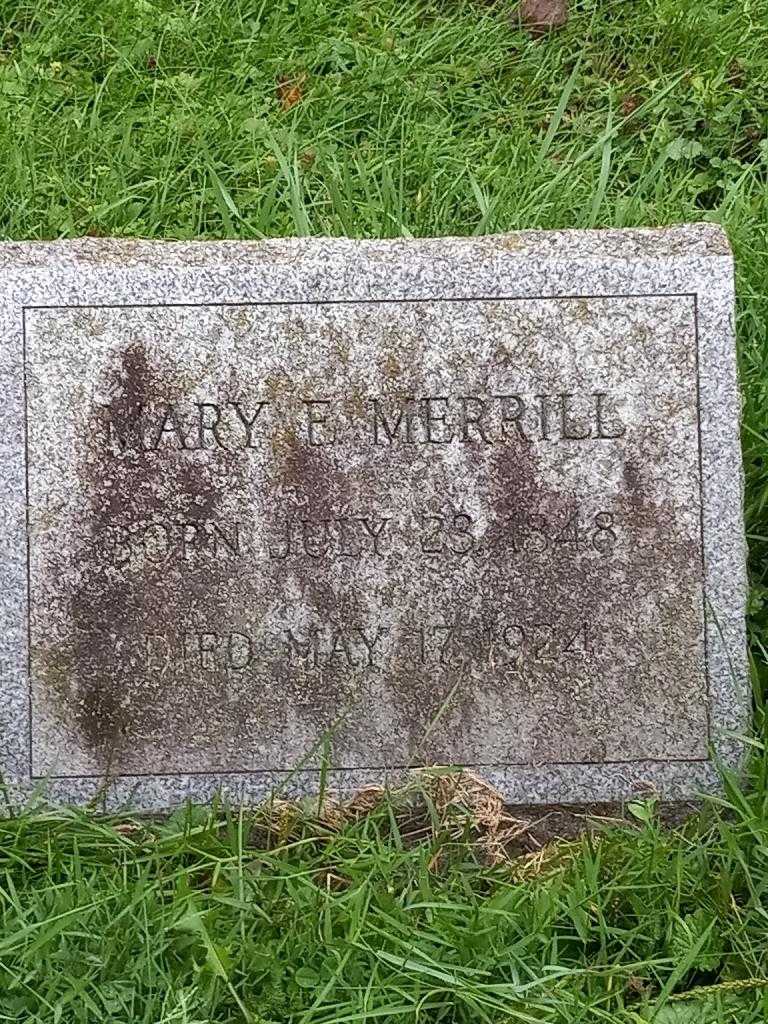 MARY E. MERRILL
BORN JULY 23, 1848
DIED MAY 17, 1924